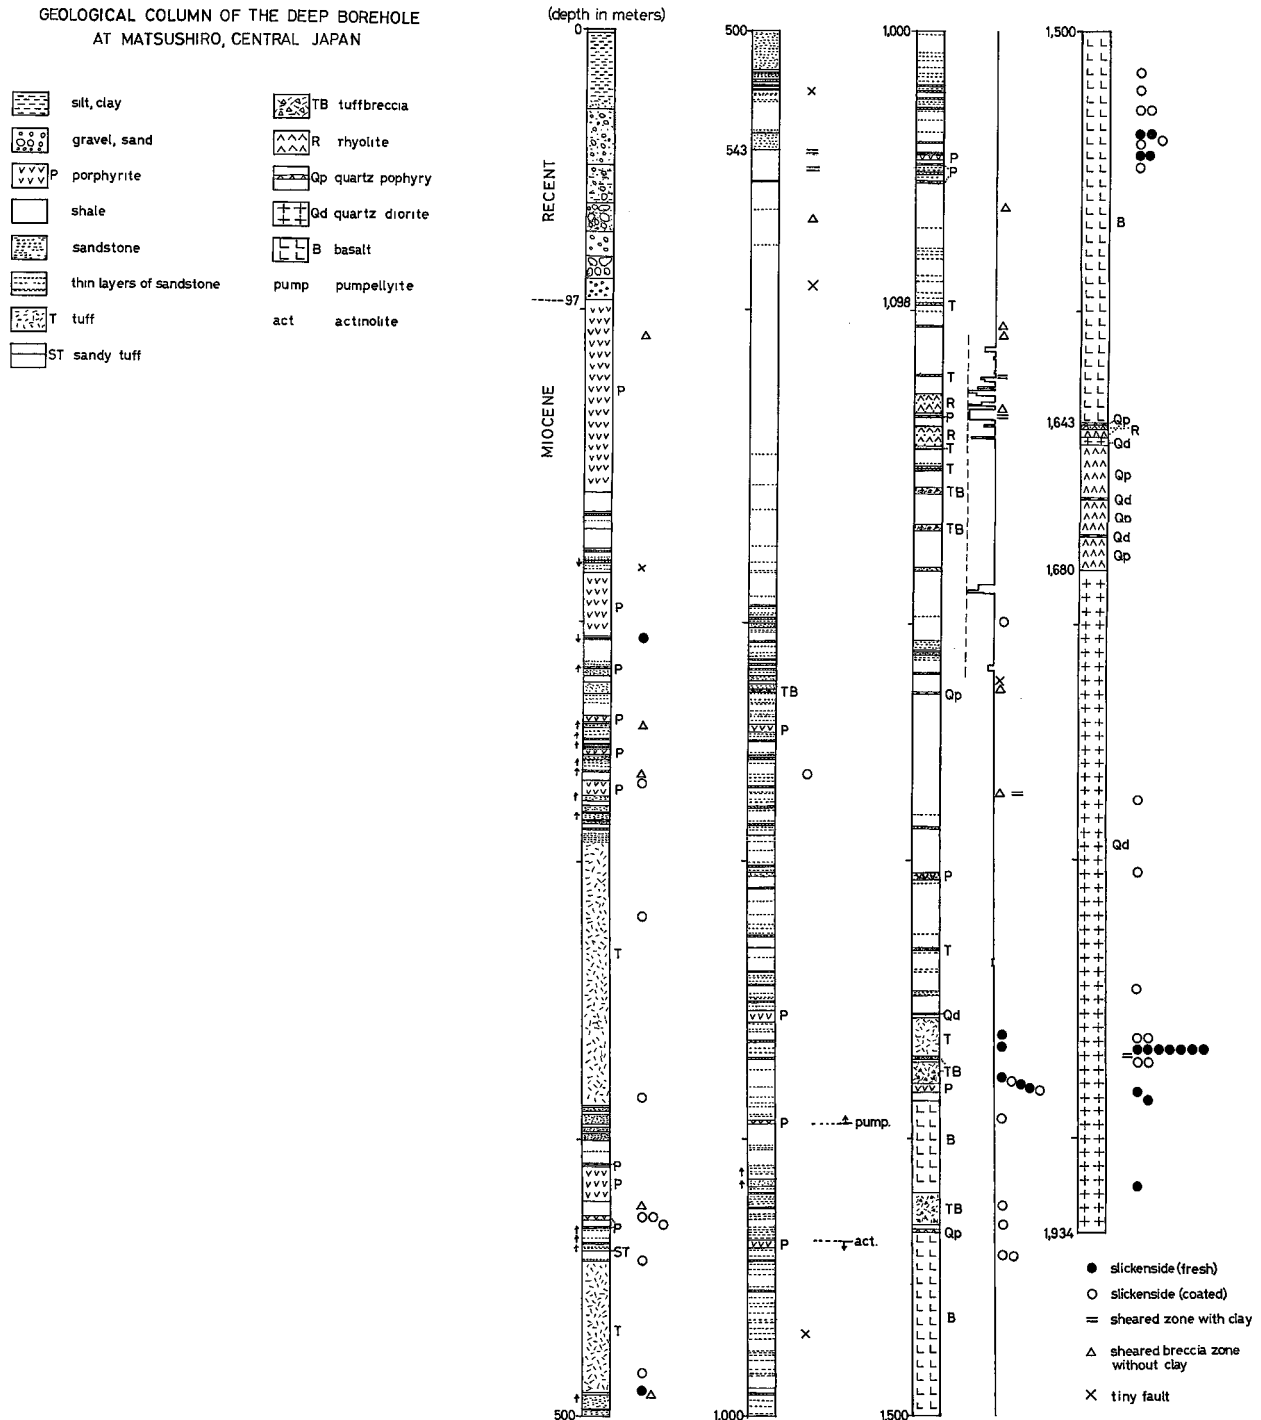 GEOLOGICAL COLUMN OF THE DEEP BOREHOLE
AT MATSUSHIRO, CENTRAL JAPAN
silt, clay
gravel, sand
P porphyrite
shale
sandstone
thin layers of sandstone
T tuff
ST sandy tuff
TB tuffbreccia
R rhyolite
Qp quartz pophyry
Qd quartz diorite
B basalt
pump pumpellyite
act actinolite
(depth in meters)
0
RECENT
97
MIOCENE
P
P
P
P
P
P
T
P
P
P
ST
T
500
500
543
TB
P
P
P
pump.
P
act.
1,000
1,000
P
P
1,098
T
T
R
P
R
T
T
TB
TB
Qp
P
T
Qd
T
TB
P
B
TB
Qp
B
1,500
1,500
B
1,643
Qp
R
Qd
Qp
Qd
Qp
Qd
Qp
1,680
Qd
1,934
slickenside (fresh)
slickenside (coated)
sheared zone with clay
sheared breccia zone
without clay
tiny fault